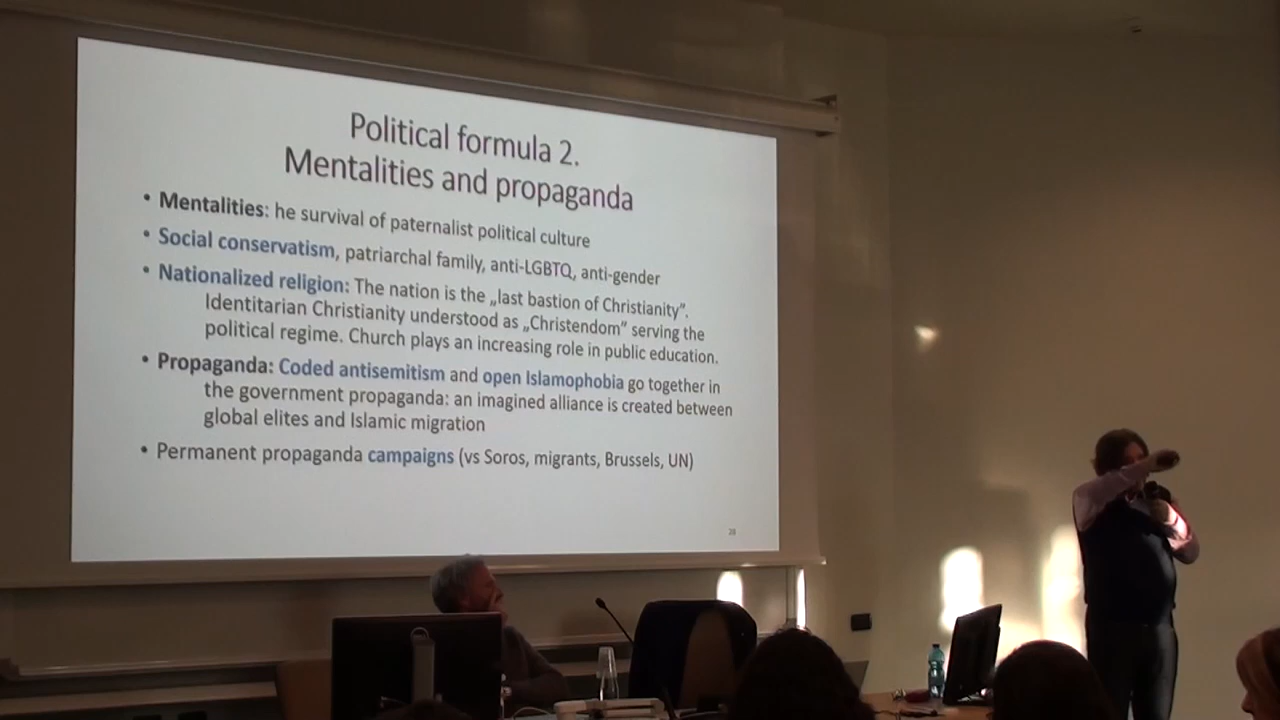 Political formula 2.
Mentalities and propaganda
• Mentalities: he survival of paternalist political culture
• Social conservatism, patriarchal family, anti-LGBTQ, anti-gender
• Nationalized religion: The nation is the „last bastion of Christianity”.
Identitarian Christianity understood as „Christendom” serving the
political regime. Church plays an increasing role in public education.
• Propaganda: Coded antisemitism and open Islamophobia go together in
the government propaganda: an imagined alliance is created between
global elites and Islamic migration
• Permanent propaganda campaigns (vs Soros, migrants, Brussels, UN)